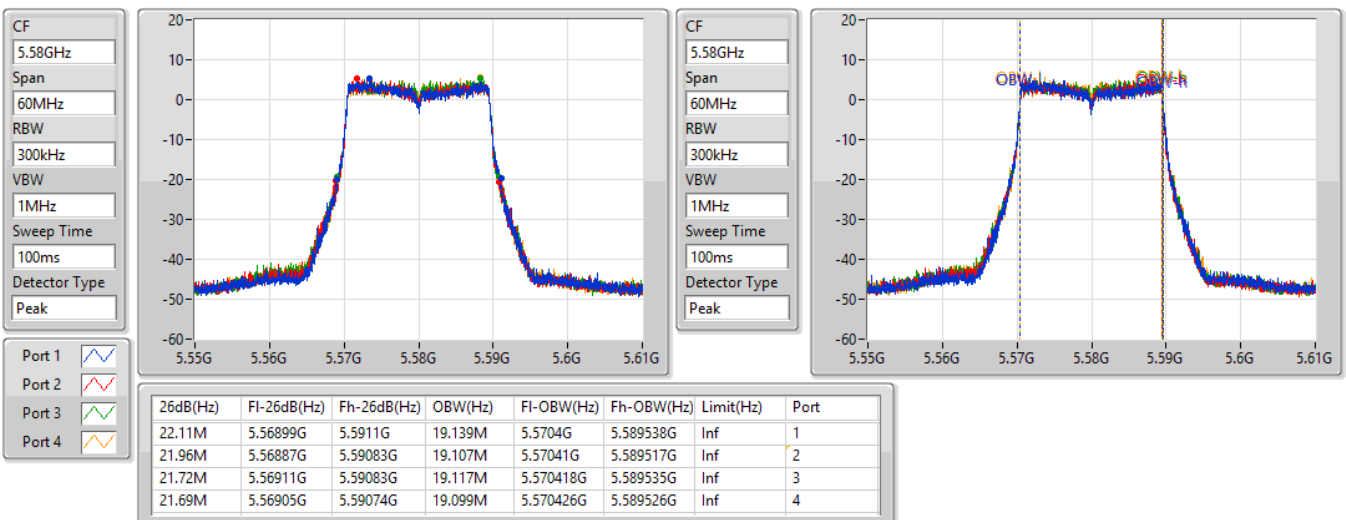 CF
5.58GHz
Span
60MHz
RBW
300kHz
VBW
1MHz
Sweep Time
100ms
Detector Type
Peak
20
10
0
-10
-20
-30
-40
-50
-60
5.55G 5.56G 5.57G 5.58G 5.59G 5.6G 5.61G
CF
5.58GHz
Span
60MHz
RBW
300kHz
VBW
1MHz
Sweep Time
100ms
Detector Type
Peak
20
10
0
-10
-20
-30
-40
-50
-60
OBW-l OBW-h
5.55G 5.56G 5.57G 5.58G 5.59G 5.6G 5.61G
Port 1
Port 2
Port 3
Port 4
26dB(Hz) Fl-26dB(Hz) Fh-26dB(Hz) OBW(Hz) Fl-OBW(Hz) Fh-OBW(Hz) Limit(Hz) Port
22.11M 5.56899G 5.5911G 19.139M 5.5704G 5.589538G Inf 1
21.96M 5.56887G 5.59083G 19.107M 5.57041G 5.589517G Inf 2
21.72M 5.56911G 5.59083G 19.117M 5.570418G 5.589535G Inf 3
21.69M 5.56905G 5.59074G 19.099M 5.570426G 5.589526G Inf 4